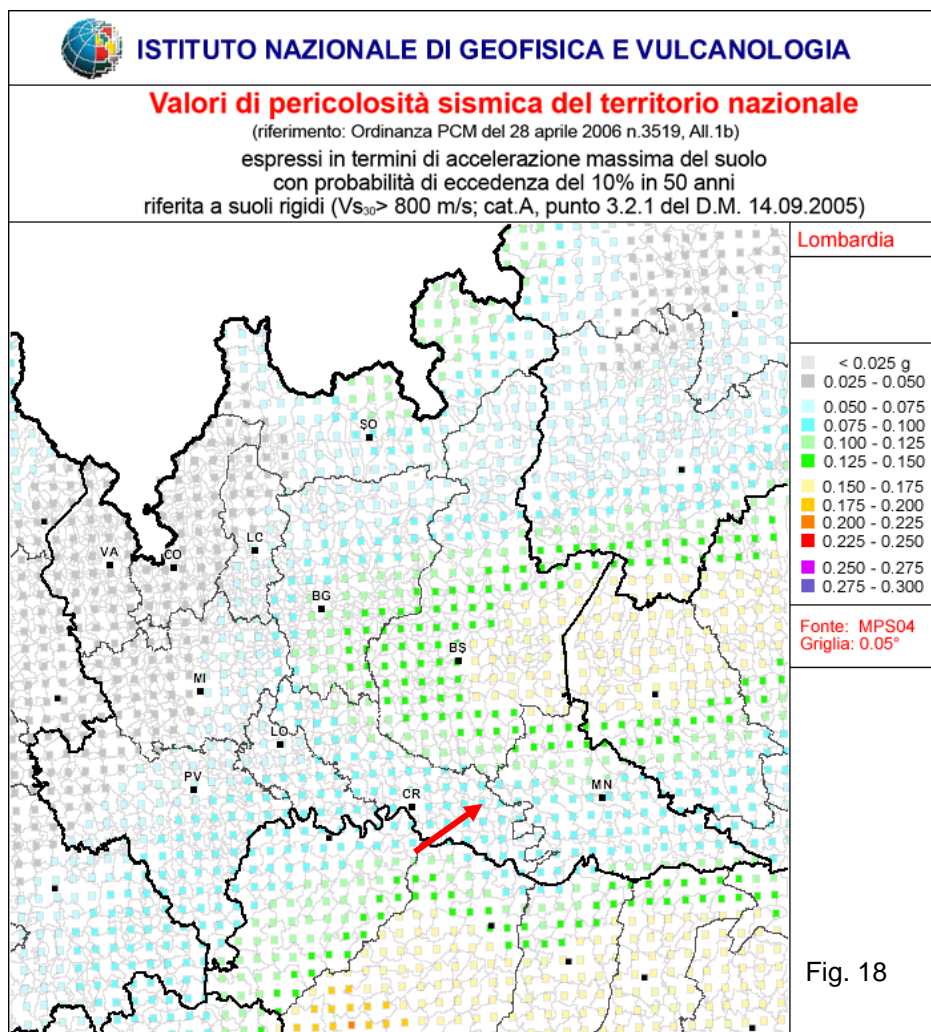 ISTITUTO NAZIONALE DI GEOFISICA E VULCANOLOGIA
Valori di pericolosità sismica del territorio nazionale
(riferimento: Ordinanza PCM del 28 aprile 2006 n.3519, All.1b)
espressi in termini di accelerazione massima del suolo
con probabilità di eccedenza del 10% in 50 anni
riferita a suoli rigidi (Vs30> 800 m/s; cat.A, punto 3.2.1 del D.M. 14.09.2005)
Lombardia
< 0.025 g
0.025 - 0.050
0.050 - 0.075
0.075 - 0.100
0.100 - 0.125
0.125 - 0.150
0.150 - 0.175
0.175 - 0.200
0.200 - 0.225
0.225 - 0.250
0.250 - 0.275
0.275 - 0.300
Fonte: MPS04
Griglia: 0.05°
SO
VA
CO
LC
BG
BS
MI
LO
PV
CR
MN
Fig. 18